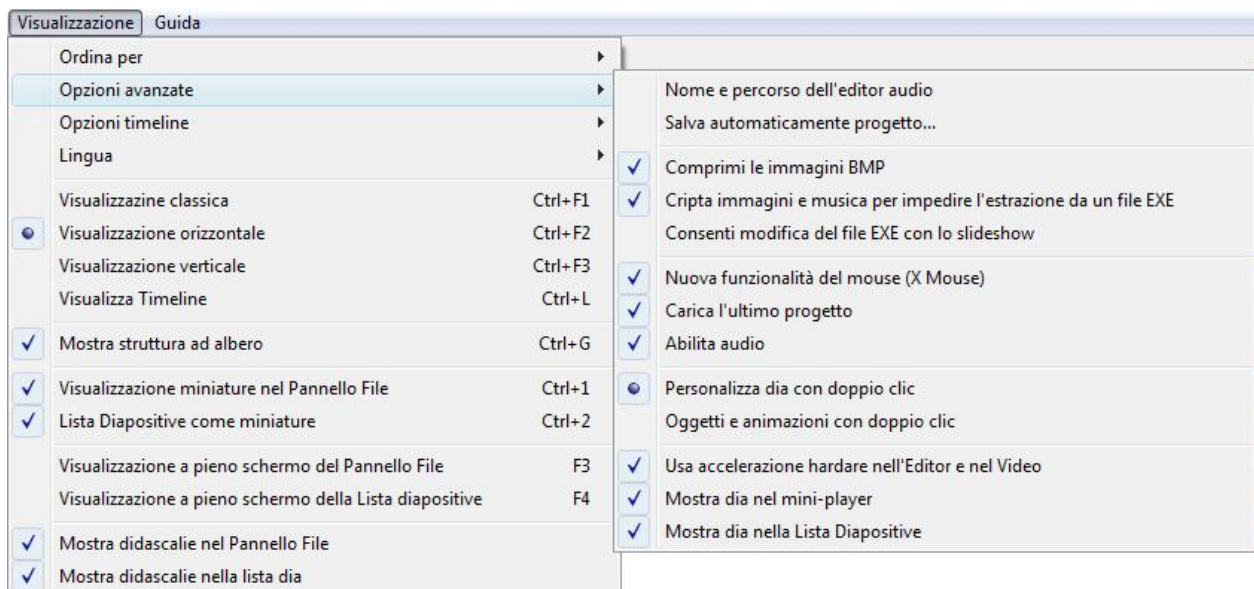 Visualizzazione Guida
Ordina per
Opzioni avanzate
Opzioni timeline
Lingua
Visualizzazine classica Ctrl+F1
Visualizzazione orizzontale Ctrl+F2
Visualizzazione verticale Ctrl+F3
Visualizza Timeline Ctrl+L
Mostra struttura ad albero Ctrl+G
Visualizzazione miniature nel Pannello File Ctrl+1
Lista Diapositive come miniature Ctrl+2
Visualizzazione a pieno schermo del Pannello File F3
Visualizzazione a pieno schermo della Lista diapositive F4
Mostra didascalie nel Pannello File
Mostra didascalie nella lista dia
Nome e percorso dell'editor audio
Salva automaticamente progetto...
Comprimi le immagini BMP
Cripta immagini e musica per impedire l'estrazione da un file EXE
Consenti modifica del file EXE con lo slideshow
Nuova funzionalità del mouse (X Mouse)
Carica l'ultimo progetto
Abilita audio
Personalizza dia con doppio clic
Oggetti e animazioni con doppio clic
Usa accelerazione hardare nell'Editor e nel Video
Mostra dia nel mini-player
Mostra dia nella Lista Diapositive